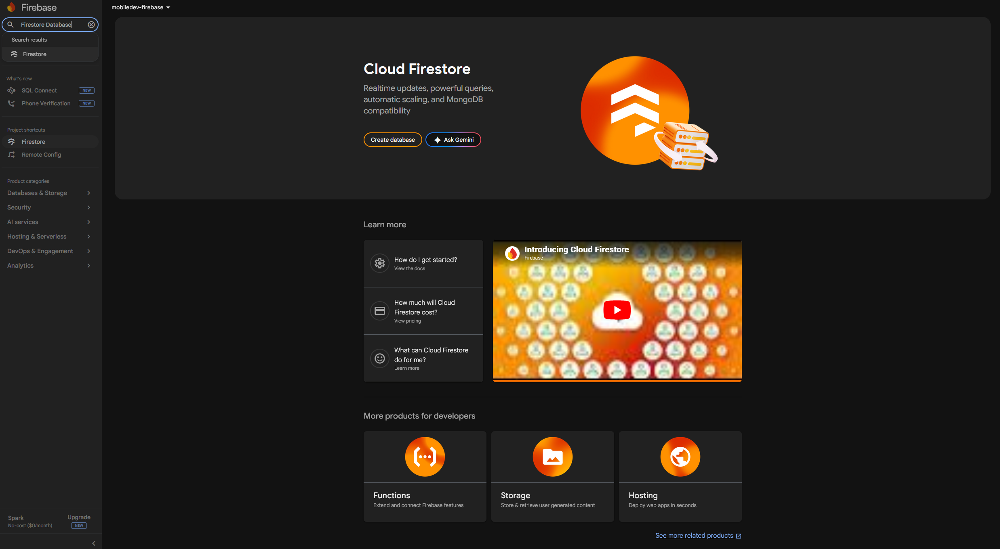 Firebase
Firestore Database
Search results
Firestore
What's new
SQL Connect NEW
Phone Verification NEW
Project shortcuts
Firestore
Remote Config
Product categories
Databases & Storage
Security
AI services
Hosting & Serverless
DevOps & Engagement
Analytics
Spark
No-cost ($0/month)
Upgrade
NEW
mobiledev-firebase
Cloud Firestore
Realtime updates, powerful queries,
automatic scaling, and MongoDB
compatibility
Create database
Ask Gemini
Learn more
How do I get started?
View the docs
How much will Cloud
Firestore cost?
View pricing
What can Cloud Firestore
do for me?
Learn more
Introducing Cloud Firestore
Firebase
More products for developers
Functions
Extend and connect Firebase features
Storage
Store & retrieve user generated content
Hosting
Deploy web apps in seconds
See more related products